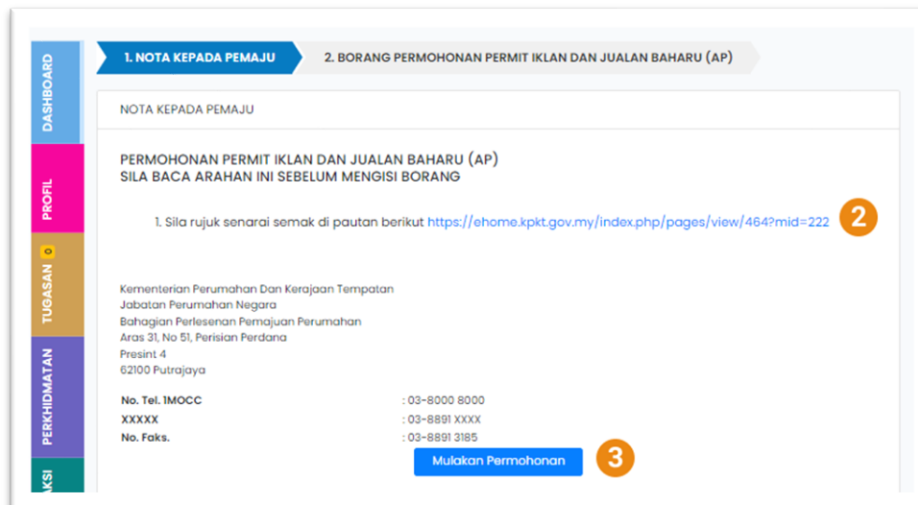 DASHBOARD
PROFIL
TUGASAN 0
PERKHIDMATAN
1. NOTA KEPADA PEMAJU
2. BORANG PERMOHONAN PERMIT IKLAN DAN JUALAN BAHARU (AP)
NOTA KEPADA PEMAJU
PERMOHONAN PERMIT IKLAN DAN JUALAN BAHARU (AP)
SILA BACA ARAHAN INI SEBELUM MENGISI BORANG
1. Sila rujuk senarai semak di pautan berikut https://ehome.kpkt.gov.my/index.php/pages/view/464?mid=222
2
Kementerian Perumahan Dan Kerajaan Tempatan
Jabatan Perumahan Negara
Bahagian Perlesenan Pemajuan Perumahan
Aras 31, No 51, Perisian Perdana
Presint 4
62100 Putrajaya
No. Tel. 1MOCC : 03-8000 8000
XXXXX : 03-8891 XXXX
No. Faks. : 03-8891 3185
Mulakan Permohonan
3